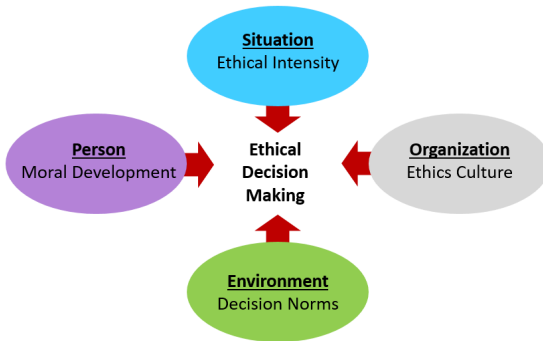 Situation
Ethical Intensity
Person
Moral Development
Ethical
Decision
Making
Organization
Ethics Culture
Environment
Decision Norms